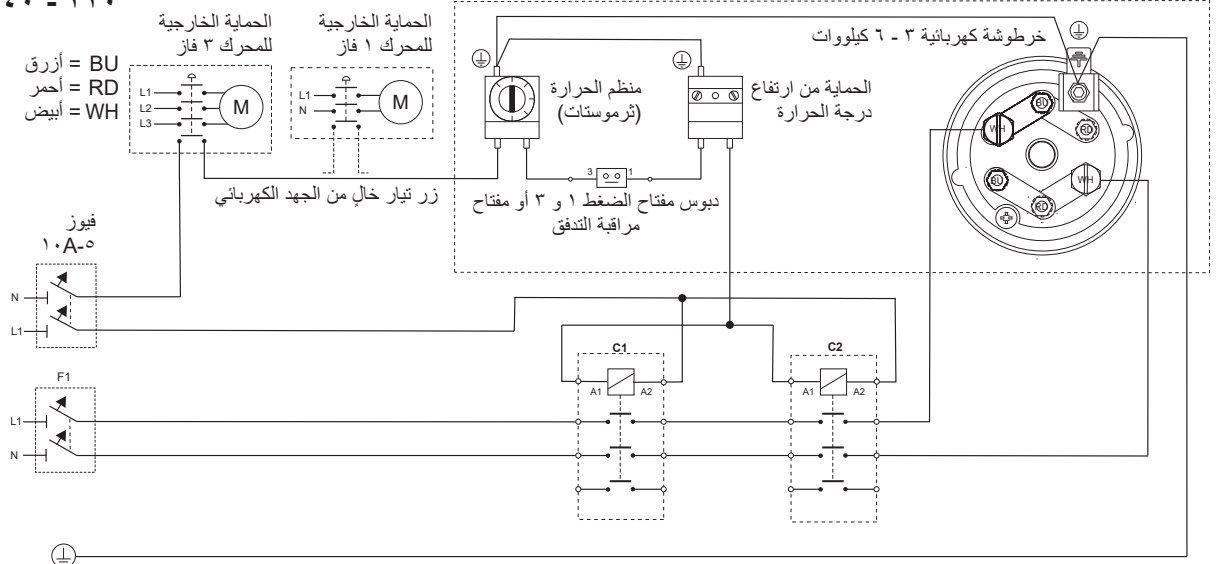 الحماية الخارجية
للمحرك ٣ فاز
الحماية الخارجية
للمحرك ١ فاز
BU = أزرق
RD = أحمر
WH = أبيض
L1
L2
L3
M
L1
N
M
زر تيار خالٍ من الجهد الكهربائي
منظم الحرارة
(ثرموستات)
الحماية من ارتفاع
درجة الحرارة
خرطوشة كهربائية ٣ - ٦ كيلووات
3
1
دبوس مفتاح الضغط ١ و ٣ أو مفتاح
مراقبة التدفق
BU
WH
RD
BU
WH
RD
فيوز
٥-١٠A
N
L1
F1
L1
N
C1
A1
A2
C2
A1
A2